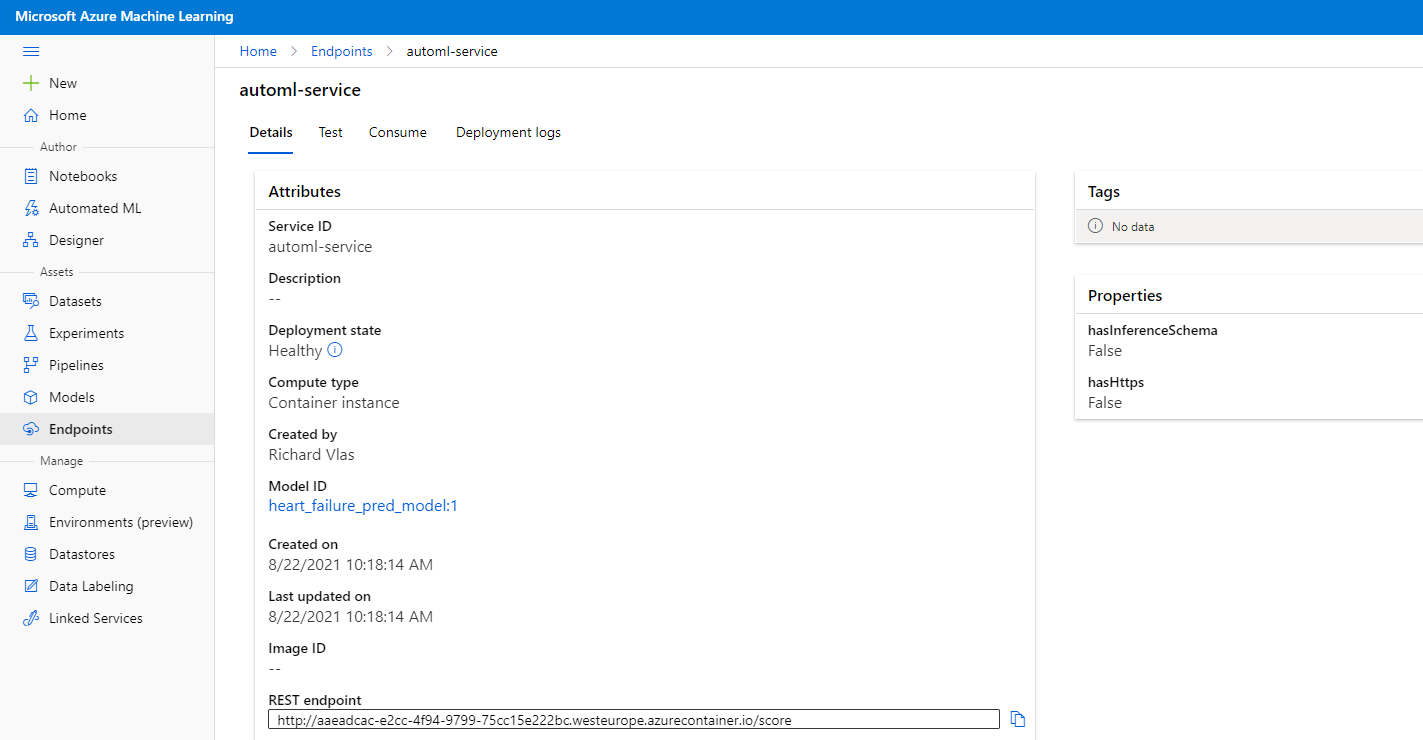 Microsoft Azure Machine Learning
Home > Endpoints > automl-service
New
Home
Author
Notebooks
Automated ML
Designer
Assets
Datasets
Experiments
Pipelines
Models
Endpoints
Manage
Compute
Environments (preview)
Datastores
Data Labeling
Linked Services
automl-service
Details Test Consume Deployment logs
Attributes
Service ID
automl-service
Description
--
Deployment state
Healthy
Compute type
Container instance
Created by
Richard Vlas
Model ID
heart_failure_pred_model:1
Created on
8/22/2021 10:18:14 AM
Last updated on
8/22/2021 10:18:14 AM
Image ID
--
REST endpoint
http://aaeadcac-e2cc-4f94-9799-75cc15e222bc.westeurope.azurecontainer.io/score
Tags
No data
Properties
hasInferenceSchema
False
hasHttps
False